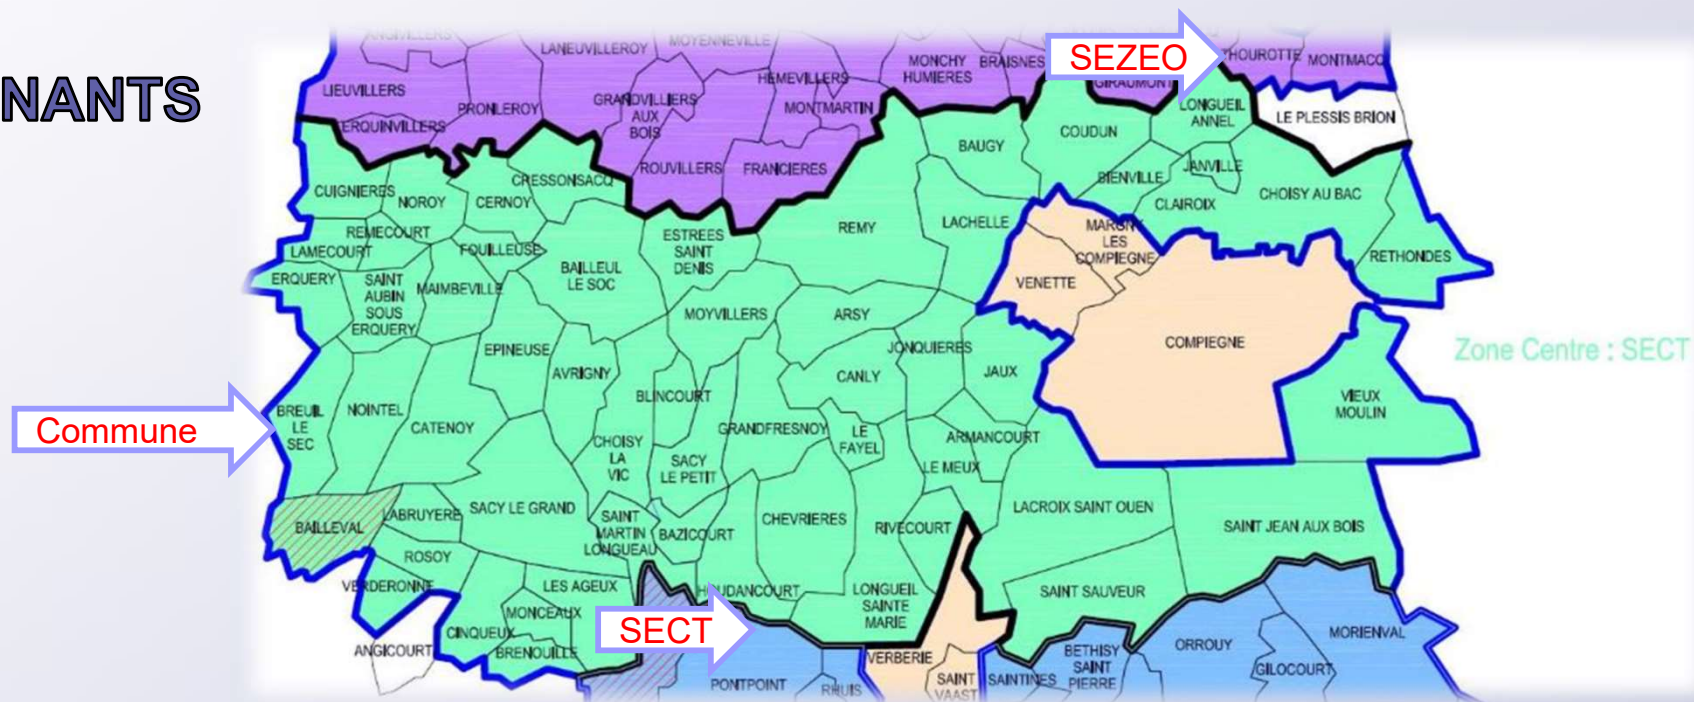 NANTS
ANGIVILLERS
LANEUVILLEROY
MOYENNEVILLE
SEZEO
THOUROTTE
MONTMACQ
MONCHY
HUMIERES
BRAISNES
HEMEVILLERS
GIRAUMONT
LIEUVILLERS
PRONLEROY
GRANDVILLIERS
AUX
BOIS
MONTMARTIN
LONGUEIL
ANNEL
LE PLESSIS BRION
ERQUINVILLERS
COUDUN
BAUGY
ROUVILLERS
FRANCIERES
JANVILLE
CRESSONSACQ
BIENVILLE
CUIGNIERES
NOROY
CERNOY
CLAIROIX
CHOISY AU BAC
REMECOURT
ESTREES
SAINT
DENIS
REMY
LACHELLE
MARGNY
LES
COMPIEGNE
LAMECOURT
FOUILLEUSE
RETHONDES
ERQUERY
SAINT
AUBIN
SOUS
ERQUERY
MAIMBEVILLE
BAILLEUL
LE SOC
VENETTE
MOYVILLERS
ARSY
COMPIEGNE
EPINEUSE
JONQUIERES
Zone Centre : SECT
AVRIGNY
CANLY
JAUX
BLINCOURT
VIEUX
MOULIN
Commune
BREUIL
LE
SEC
NOINTEL
CATENOY
GRANDFRESNOY
LE
FAYEL
ARMANCOURT
CHOISY
LA
VIC
SACY
LE PETIT
LE MEUX
BAILLEVAL
LABRUYERE
SACY LE GRAND
SAINT
MARTIN
LONGUEAU
BAZICOURT
CHEVRIERES
RIVECOURT
LACROIX SAINT OUEN
SAINT JEAN AUX BOIS
ROSOY
VERDERONNE
LES AGEUX
HOUDANCOURT
LONGUEIL
SAINTE
MARIE
SAINT SAUVEUR
MONCEAUX
SECT
CINQUEUX
ANGICOURT
BRENOUILLE
VERBERIE
BETHISY
SAINT
PIERRE
ORROUY
MORIENVAL
GILOCOURT
PONTPOINT
RHUIS
SAINT
VAAST
SAINTINES